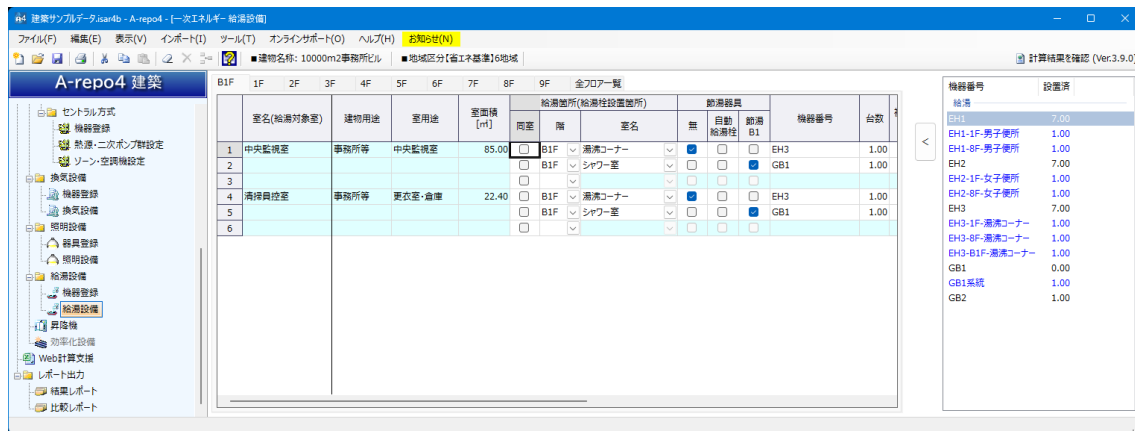 建築サンプルデータ.isar4b - A-repo4 - [一次エネルギー 給湯設備]
ファイル(F) 編集(E) 表示(V) インポート(I) ツール(T) オンラインサポート(O) ヘルプ(H) お知らせ(N)
■建物名称: 10000m2事務所ビル ■地域区分【省エネ基準】6地域 計算結果を確認 (Ver.3.9.0)
A-repo4 建築
セントラル方式
機器登録
熱源・二次ポンプ群設定
ゾーン・空調機設定
換気設備
機器登録
換気設備
照明設備
器具登録
照明設備
給湯設備
機器登録
給湯設備
昇降機
効率化設備
Web計算支援
レポート出力
結果レポート
比較レポート
B1F 1F 2F 3F 4F 5F 6F 7F 8F 9F 全フロア一覧
給湯箇所(給湯栓設置箇所) 節湯器具
室名(給湯対象室) 建物用途 室用途 室面積[㎡] 同室 階 室名 無 自動給湯栓 節湯B1 機器番号 台数
1 中央監視室 事務所等 中央監視室 85.00 B1F 湯沸コーナー EH3 1.00
2 B1F シャワー室 GB1 1.00
3
4 清掃員控室 事務所等 更衣室・倉庫 22.40 B1F 湯沸コーナー EH3 1.00
5 B1F シャワー室 GB1 1.00
6
<
機器番号 設置済
給湯
EH1 7.00
EH1-1F-男子便所 1.00
EH1-8F-男子便所 1.00
EH2 7.00
EH2-1F-女子便所 1.00
EH2-8F-女子便所 1.00
EH3 7.00
EH3-1F-湯沸コーナー 1.00
EH3-8F-湯沸コーナー 1.00
EH3-B1F-湯沸コーナー 1.00
GB1 0.00
GB1系統 1.00
GB2 1.00